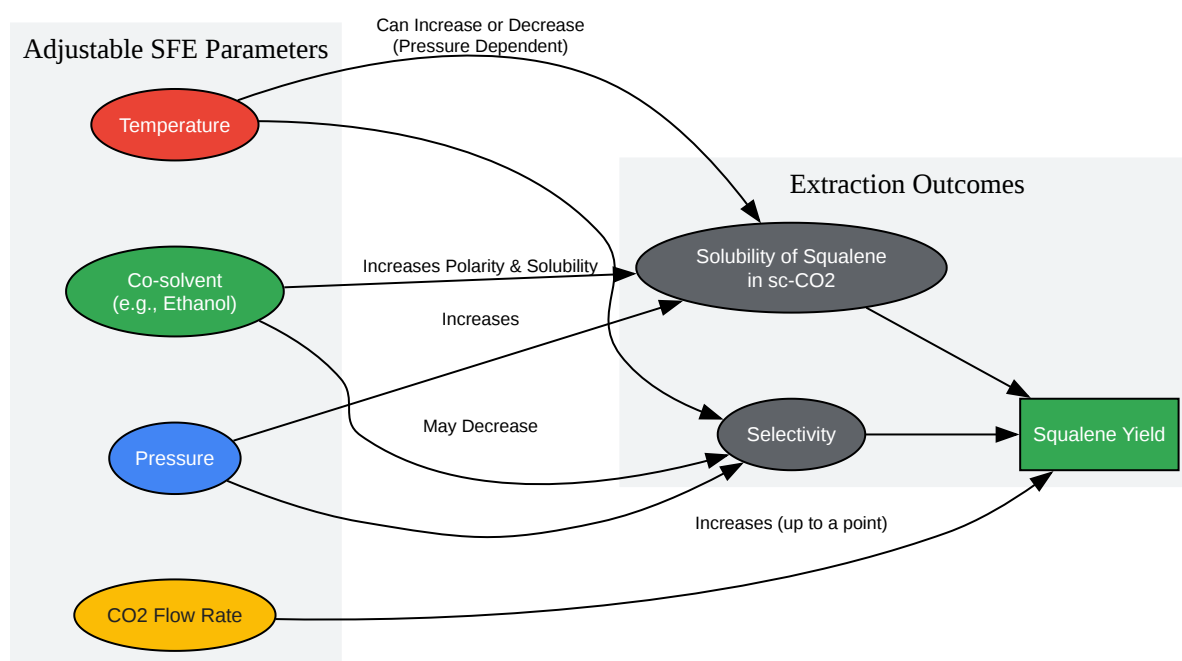 Can Increase or Decrease
(Pressure Dependent)
Adjustable SFE Parameters
Temperature
Extraction Outcomes
Co-solvent
(e.g., Ethanol)
Increases Polarity & Solubility
Solubility of Squalene
in sc-CO2
Increases
May Decrease
Pressure
Selectivity
Squalene Yield
Increases (up to a point)
CO2 Flow Rate